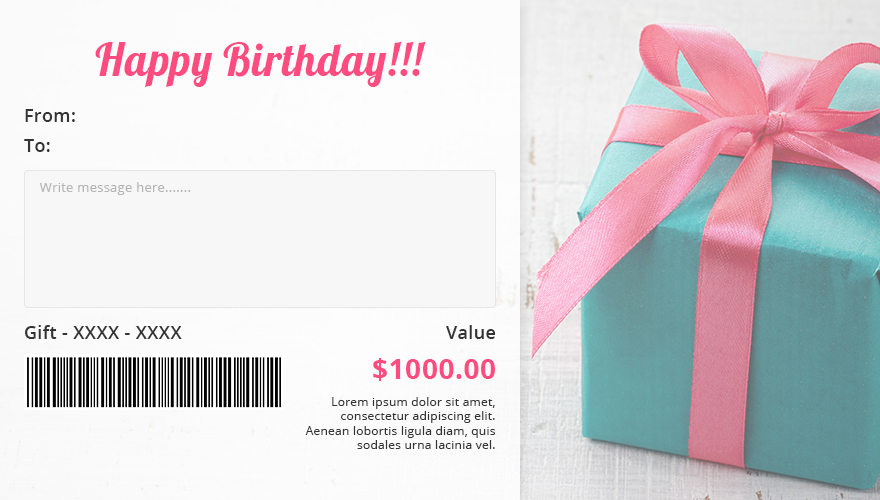 Happy Birthday!!!
From:
To:
Write message here.......
Gift - XXXX - XXXX
Value
$1000.00
Lorem ipsum dolor sit amet,
consectetur adipiscing elit.
Aenean lobortis ligula diam, quis
sodales urna lacinia vel.